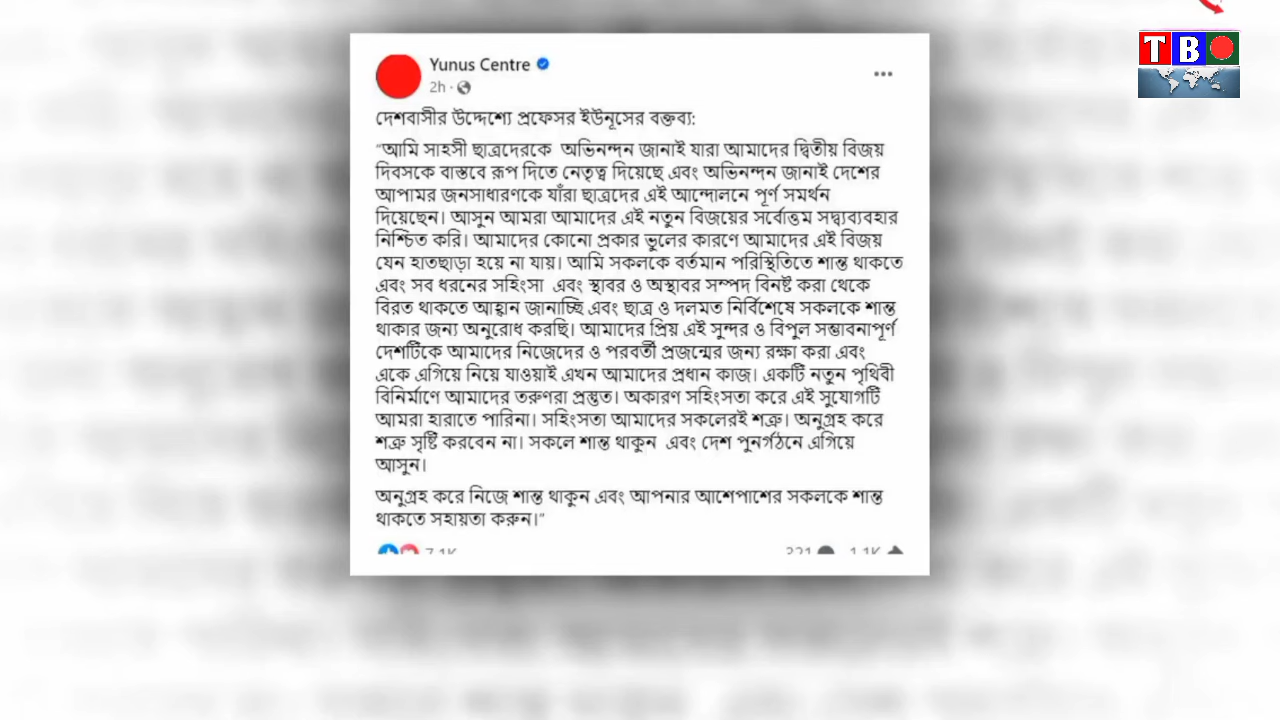 TB
Yunus Centre
2h
দেশবাসীর উদ্দেশ্যে প্রফেসর ইউনূসের বক্তব্য:
“আমি সাহসী ছাত্রদেরকে অভিনন্দন জানাই যারা আমাদের দ্বিতীয় বিজয়
দিবসকে বাস্তবে রূপ দিতে নেতৃত্ব দিয়েছে এবং অভিনন্দন জানাই দেশের
আপামর জনসাধারণকে যাঁরা ছাত্রদের এই আন্দোলনে পূর্ণ সমর্থন
দিয়েছেন। আসুন আমরা আমাদের এই নতুন বিজয়ের সর্বোত্তম সদ্ব্যবহার
নিশ্চিত করি। আমাদের কোনো প্রকার ভুলের কারণে আমাদের এই বিজয়
যেন হাতছাড়া হয়ে না যায়। আমি সকলকে বর্তমান পরিস্থিতিতে শান্ত থাকতে
এবং সব ধরনের সহিংসা এবং স্থাবর ও অস্থাবর সম্পদ বিনষ্ট করা থেকে
বিরত থাকতে আহ্বান জানাচ্ছি এবং ছাত্র ও দলমত নির্বিশেষে সকলকে শান্ত
থাকার জন্য অনুরোধ করছি। আমাদের প্রিয় এই সুন্দর ও বিপুল সম্ভাবনাপূর্ণ
দেশটিকে আমাদের নিজেদের ও পরবর্তী প্রজন্মের জন্য রক্ষা করা এবং
একে এগিয়ে নিয়ে যাওয়াই এখন আমাদের প্রধান কাজ। একটি নতুন পৃথিবী
বিনির্মাণে আমাদের তরুণরা প্রস্তুত। অকারণ সহিংসতা করে এই সুযোগটি
আমরা হারাতে পারিনা। সহিংসতা আমাদের সকলেরই শত্রু। অনুগ্রহ করে
শত্রু সৃষ্টি করবেন না। সকলে শান্ত থাকুন এবং দেশ পুনর্গঠনে এগিয়ে
আসুন।
অনুগ্রহ করে নিজে শান্ত থাকুন এবং আপনার আশেপাশের সকলকে শান্ত
থাকতে সহায়তা করুন।”
7.1K 321 1.1K